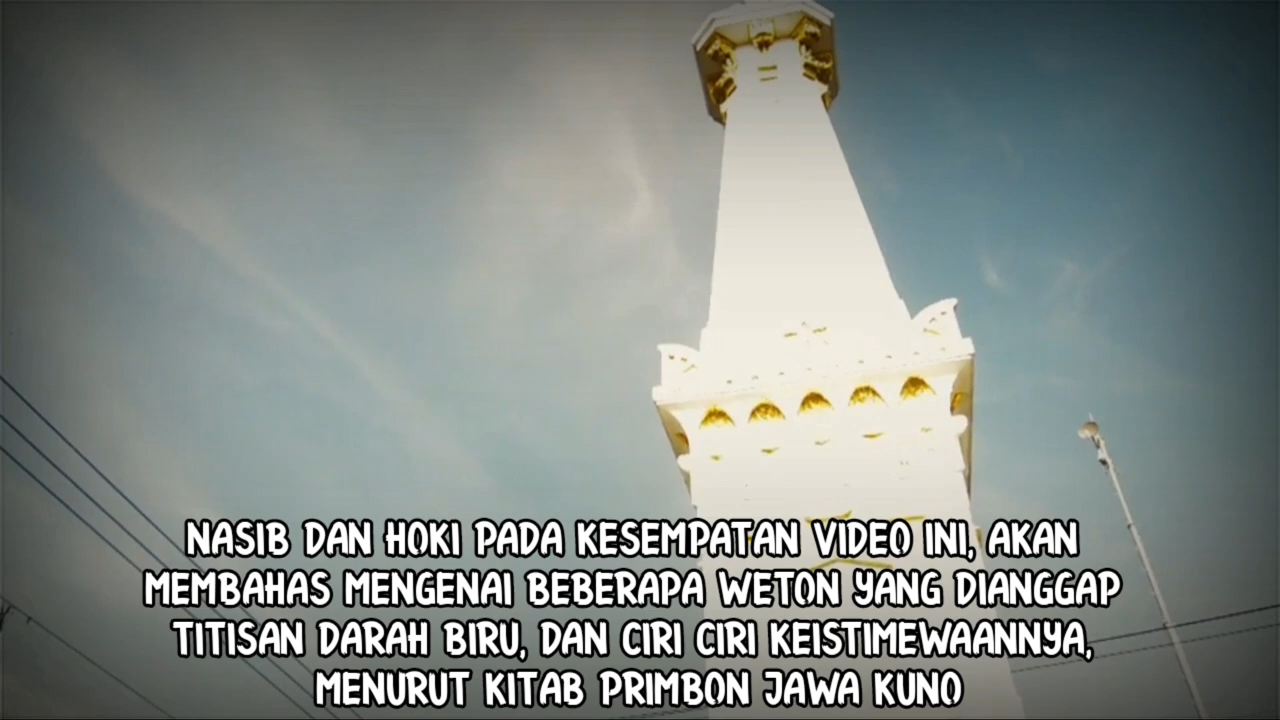 NASIB DAN HOKI PADA KESEMPATAN VIDEO INI, AKAN
MEMBAHAS MENGENAI BEBERAPA WETON YANG DIANGGAP
TITISAN DARAH BIRU, DAN CIRI CIRI KEISTIMEWAANNYA,
MENURUT KITAB PRIMBON JAWA KUNO